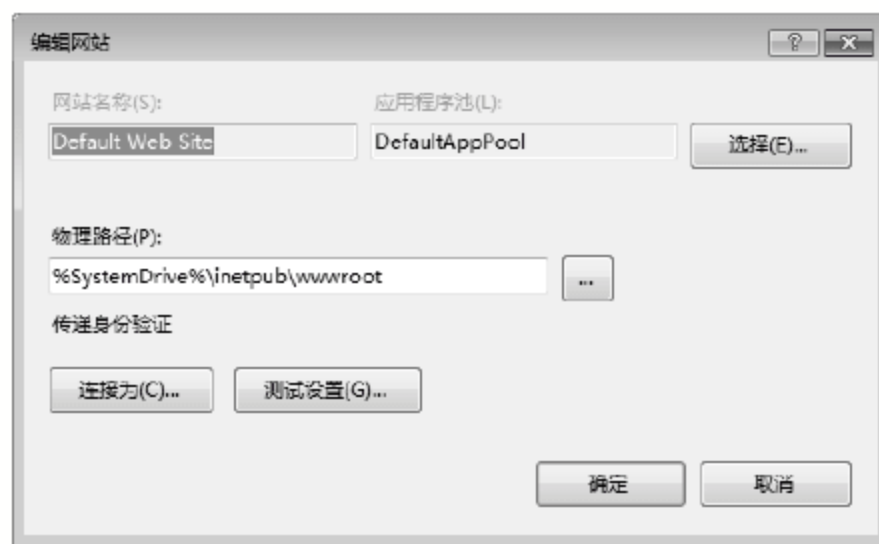 编辑网站
网站名称(S): 应用程序池(L):
Default Web Site DefaultAppPool 选择(E)...
物理路径(P):
%SystemDrive%\inetpub\wwwroot ...
传递身份验证
连接为(C)... 测试设置(G)...
确定 取消